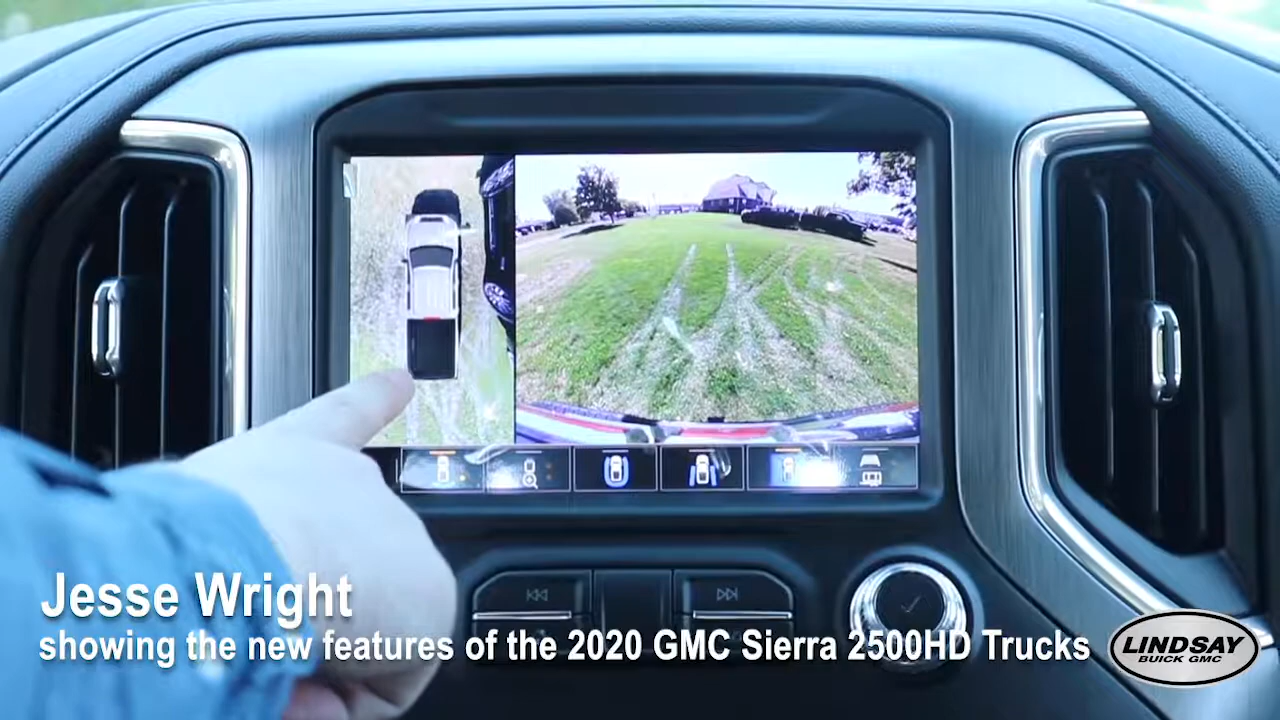 Jesse Wright
showing the new features of the 2020 GMC Sierra 2500HD Trucks
LINDSAY
BUICK GMC